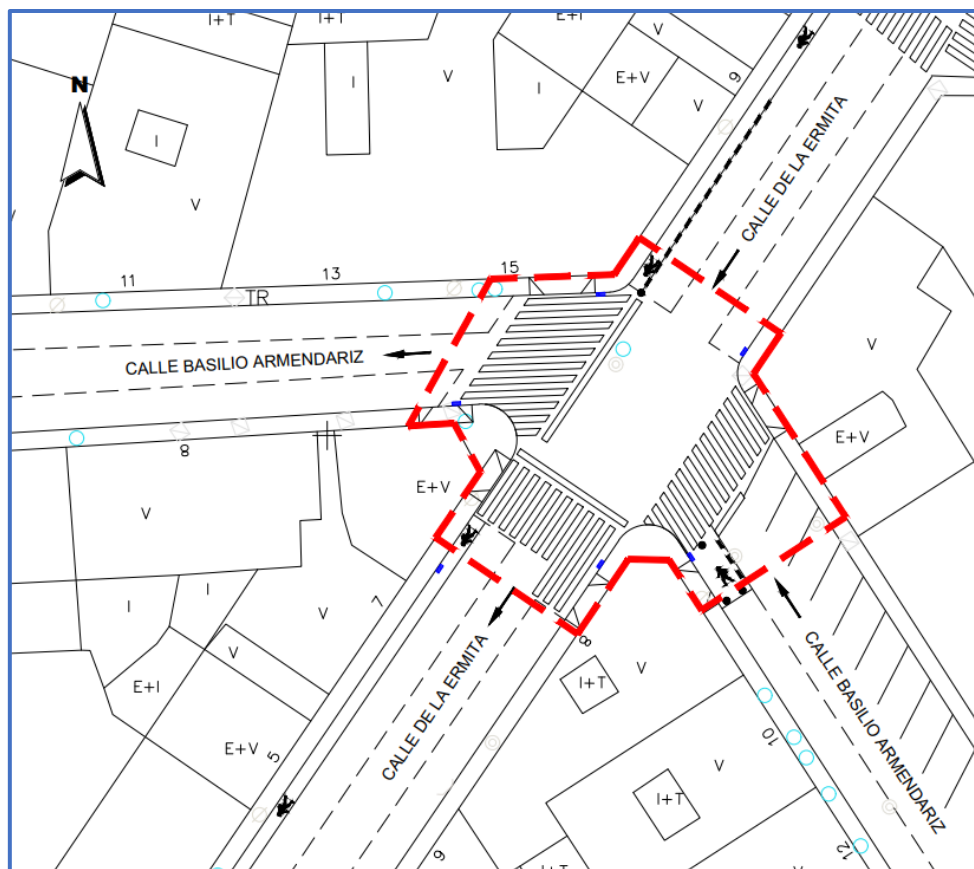 I+T
I+T
E+I
V
N
I
V
I
E+V
9
V
I
V
CALLE DE LA ERMITA
11
13
15
TR
CALLE BASILIO ARMENDARIZ
V
8
E+V
E+V
V
V
7
I
I
V
V
E+I
E+V
5
CALLE DE LA ERMITA
8
I+T
V
CALLE BASILIO ARMENDARIZ
10
V
I+T
9
12
I+T
V